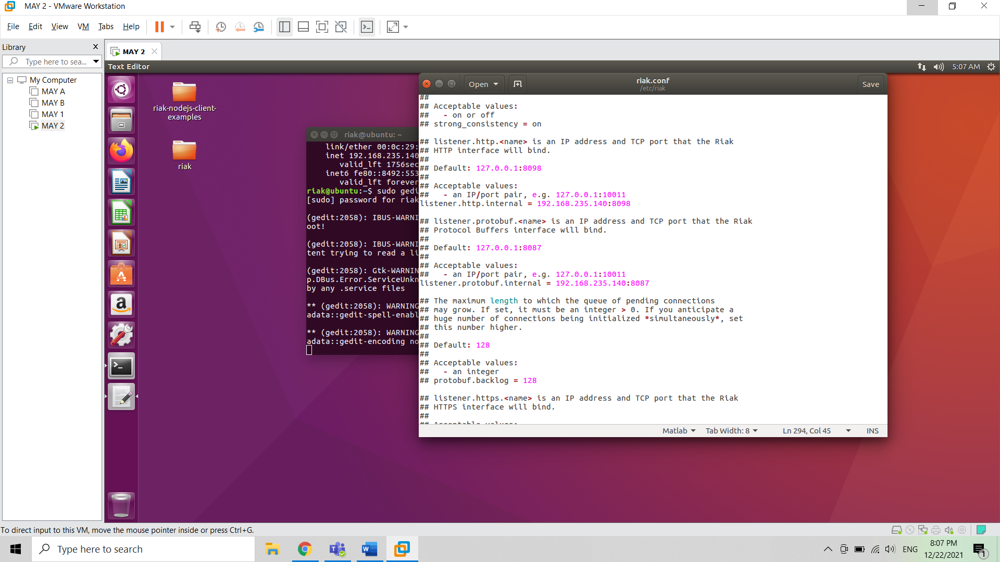 MAY 2 - VMware Workstation
File Edit View VM Tabs Help
Library
Type here to sea...
My Computer
MAY A
MAY B
MAY 1
MAY 2
MAY 2
Text Editor
5:07 AM
riak-nodejs-client-
examples
riak
riak@ubuntu: ~
link/ether 00:0c:29:
inet 192.168.235.140
valid_lft 1756sec
inet6 fe80::8492:553
valid_lft forever
riak@ubuntu:~$ sudo gedi
[sudo] password for riak
(gedit:2058): IBUS-WARNI
oot!
(gedit:2058): IBUS-WARNI
tent trying to read a li
(gedit:2058): Gtk-WARNIN
p.DBus.Error.ServiceUnkn
by any .service files
** (gedit:2058): WARNING
adata::gedit-spell-enabl
** (gedit:2058): WARNING
adata::gedit-encoding no
Open
riak.conf
/etc/riak
Save
##
## Acceptable values:
##   - on or off
## strong_consistency = on
## listener.http.<name> is an IP address and TCP port that the Riak
## HTTP interface will bind.
##
## Default: 127.0.0.1:8098
##
## Acceptable values:
##   - an IP/port pair, e.g. 127.0.0.1:10011
listener.http.internal = 192.168.235.140:8098
## listener.protobuf.<name> is an IP address and TCP port that the Riak
## Protocol Buffers interface will bind.
##
## Default: 127.0.0.1:8087
##
## Acceptable values:
##   - an IP/port pair, e.g. 127.0.0.1:10011
listener.protobuf.internal = 192.168.235.140:8087
## The maximum length to which the queue of pending connections
## may grow. If set, it must be an integer > 0. If you anticipate a
## huge number of connections being initialized *simultaneously*, set
## this number higher.
##
## Default: 128
##
## Acceptable values:
##   - an integer
## protobuf.backlog = 128
## listener.https.<name> is an IP address and TCP port that the Riak
## HTTPS interface will bind.
##
## Acceptable values:
Matlab Tab Width: 8 Ln 294, Col 45 INS
To direct input to this VM, move the mouse pointer inside or press Ctrl+G.
Type here to search
ENG
8:07 PM
12/22/2021
1